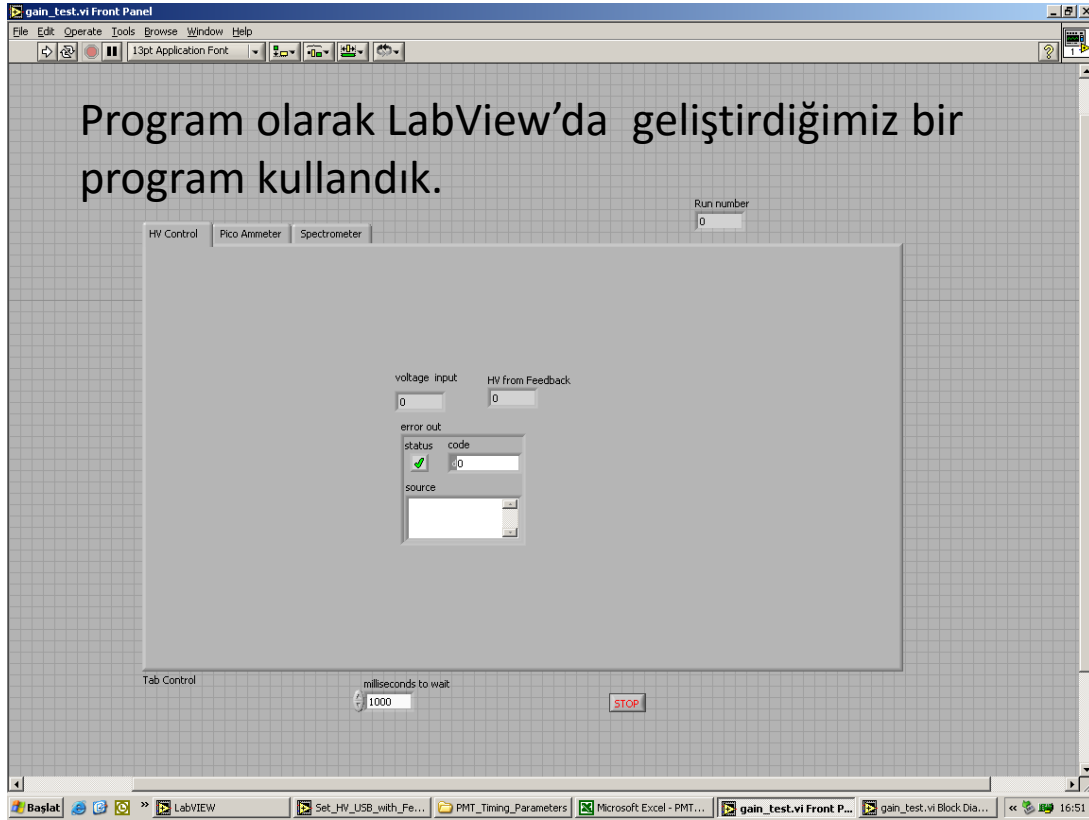 gain_test.vi Front Panel
File Edit Operate Tools Browse Window Help
13pt Application Font
1
Program olarak LabView’da geliştirdiğimiz bir
program kullandık.
Run number
0
HV Control Pico Ammeter Spectrometer
voltage input HV from Feedback
0 0
error out
status code
d0
source
Tab Control
milliseconds to wait
1000
STOP
Başlat » LabVIEW Set_HV_USB_with_Fe... PMT_Timing_Parameters Microsoft Excel - PMT... gain_test.vi Front P... gain_test.vi Block Dia... « 16:51